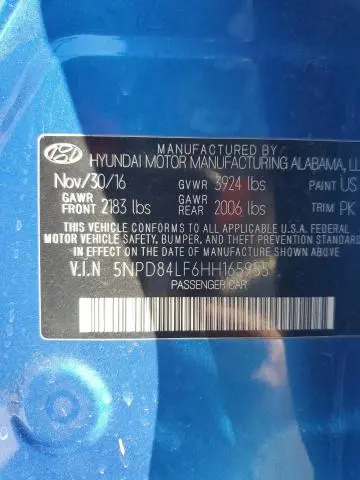 MANUFACTURED BY
HYUNDAI MOTOR MANUFACTURING ALABAMA, LL
Nov/30/16 GVWR 3924 lbs PAINT US
GAWR FRONT 2183 lbs GAWR REAR 2006 lbs TRIM PK
THIS VEHICLE CONFORMS TO ALL APPLICABLE U.S.A. FEDERAL
MOTOR VEHICLE SAFETY, BUMPER, AND THEFT PREVENTION STANDARDS IN
EFFECT ON THE DATE OF MANUFACTURE SHOWN ABOVE.
V.I.N 5NPD84LF6HH165955
PASSENGER CAR